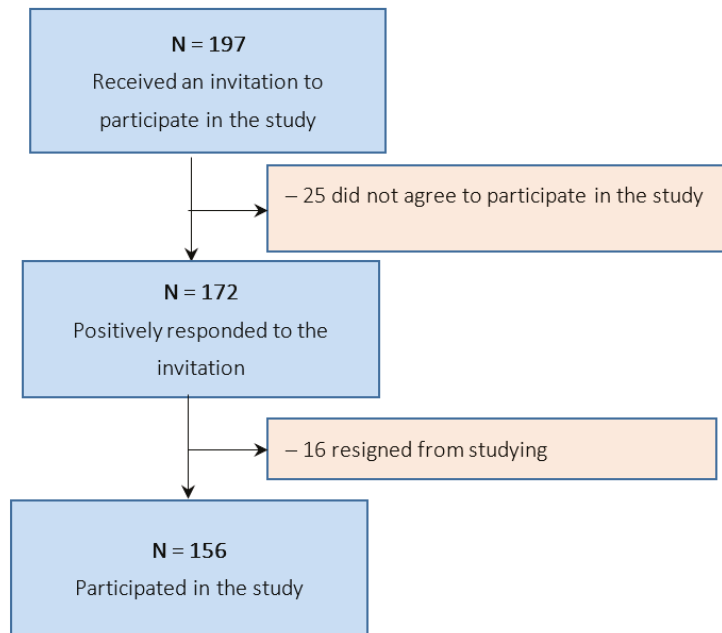 N = 197
Received an invitation to
participate in the study
– 25 did not agree to participate in the study
N = 172
Positively responded to the
invitation
– 16 resigned from studying
N = 156
Participated in the study